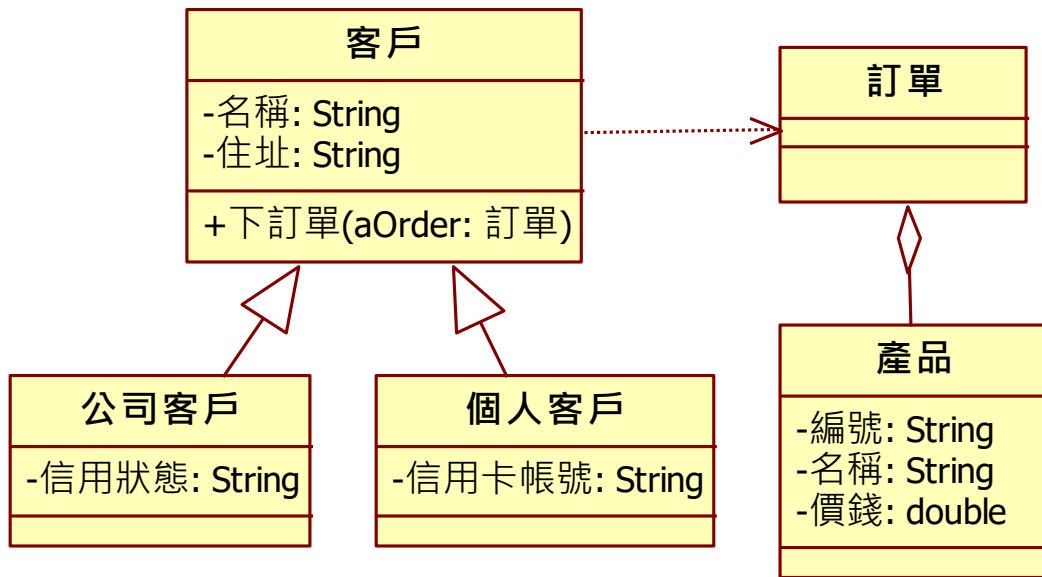 客戶
-名稱: String
-住址: String
+下訂單(aOrder: 訂單)
訂單
公司客戶
-信用狀態: String
個人客戶
-信用卡帳號: String
產品
-編號: String
-名稱: String
-價錢: double